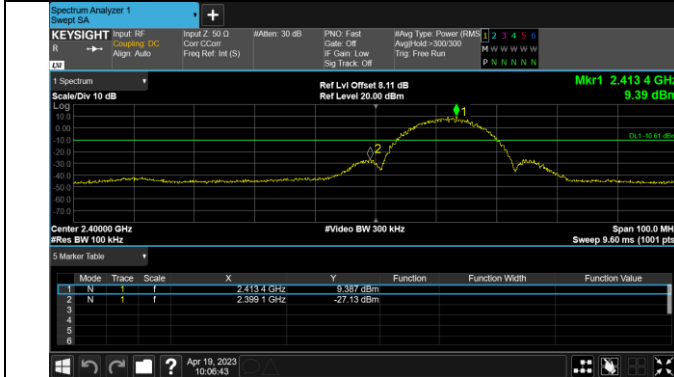 Spectrum Analyzer 1
Swept SA
+
KEYSIGHT Input: RF Input Z: 50 Ω #Atten: 30 dB PNO: Fast #Avg Type: Power (RMS 1 2 3 4 5 6
R Coupling: DC Corr CCorr Gate: Off Avg|Hold:>300/300 M W W W W W
Align: Auto Freq Ref: Int (S) IF Gain: Low Trig: Free Run
LXI Sig Track: Off P N N N N N
1 Spectrum Ref Lvl Offset 8.11 dB Mkr1 2.413 4 GHz
Scale/Div 10 dB Ref Level 20.00 dBm 9.39 dBm
Log
10.0
0.00
-10.0
-20.0
-30.0
-40.0
-50.0
-60.0
-70.0
1
2
DL1 -10.61 dBm
Center 2.40000 GHz #Video BW 300 kHz Span 100.0 MH
#Res BW 100 kHz Sweep 9.60 ms (1001 pts
5 Marker Table
Mode Trace Scale X Y Function Function Width Function Value
1 N 1 f 2.413 4 GHz 9.387 dBm
2 N 1 f 2.399 1 GHz -27.13 dBm
3
4
5
6
? Apr 19, 2023
10:06:43